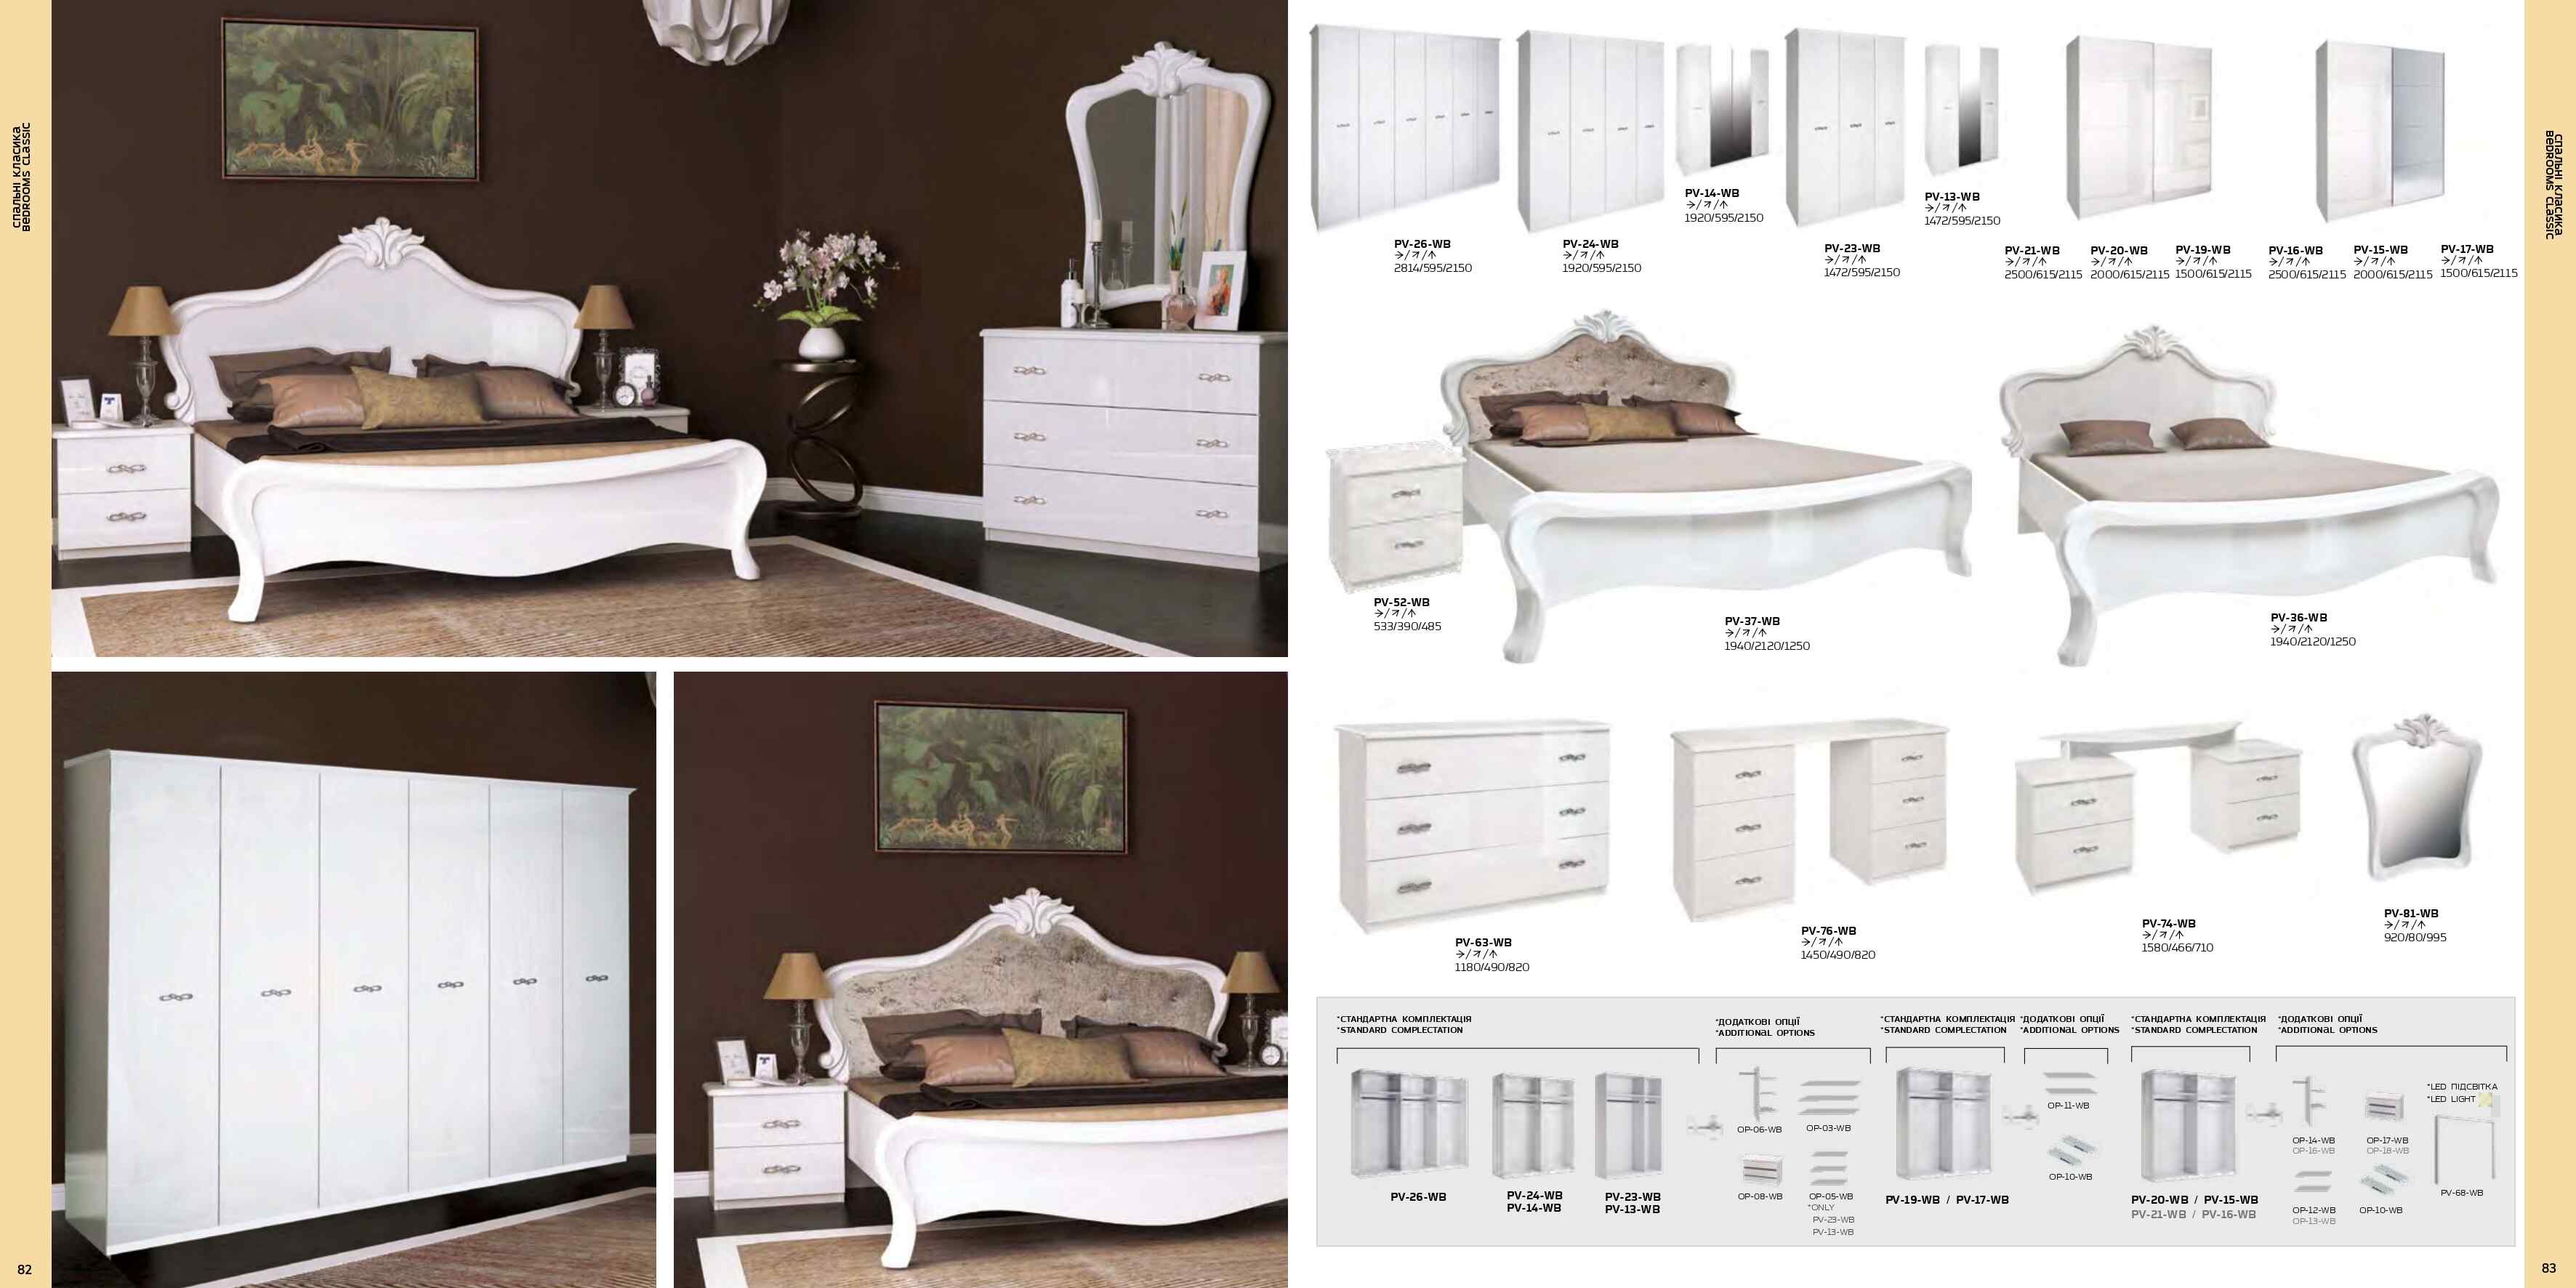 СПАЛЬНІ КЛАСИКА
BEDROOMS CLASSIC
82
PV-26-WB
→/↗/↑
2814/595/2150
PV-24-WB
→/↗/↑
1920/595/2150
PV-14-WB
→/↗/↑
1920/595/2150
PV-23-WB
→/↗/↑
1472/595/2150
PV-13-WB
→/↗/↑
1472/595/2150
PV-21-WB
→/↗/↑
2500/615/2115
PV-20-WB
→/↗/↑
2000/615/2115
PV-19-WB
→/↗/↑
1500/615/2115
PV-16-WB
→/↗/↑
2500/615/2115
PV-15-WB
→/↗/↑
2000/615/2115
PV-17-WB
→/↗/↑
1500/615/2115
PV-52-WB
→/↗/↑
533/390/485
PV-37-WB
→/↗/↑
1940/2120/1250
PV-36-WB
→/↗/↑
1940/2120/1250
PV-63-WB
→/↗/↑
1180/490/820
PV-76-WB
→/↗/↑
1450/490/820
PV-74-WB
→/↗/↑
1580/466/710
PV-81-WB
→/↗/↑
920/80/995
*СТАНДАРТНА КОМПЛЕКТАЦІЯ
*STANDARD COMPLECTATION
PV-26-WB
PV-24-WB
PV-14-WB
PV-23-WB
PV-13-WB
*ДОДАТКОВІ ОПЦІЇ
*ADDITIONAL OPTIONS
OP-06-WB
OP-03-WB
OP-08-WB
OP-05-WB
*ONLY
PV-23-WB
PV-13-WB
*СТАНДАРТНА КОМПЛЕКТАЦІЯ
*STANDARD COMPLECTATION
PV-19-WB / PV-17-WB
*ДОДАТКОВІ ОПЦІЇ
*ADDITIONAL OPTIONS
OP-11-WB
OP-10-WB
*СТАНДАРТНА КОМПЛЕКТАЦІЯ
*STANDARD COMPLECTATION
PV-20-WB / PV-15-WB
PV-21-WB / PV-16-WB
*ДОДАТКОВІ ОПЦІЇ
*ADDITIONAL OPTIONS
OP-14-WB
OP-16-WB
OP-17-WB
OP-18-WB
*LED ПІДСВІТКА
*LED LIGHT
OP-12-WB
OP-13-WB
OP-10-WB
PV-68-WB
СПАЛЬНІ КЛАСИКА
BEDROOMS CLASSIC
83